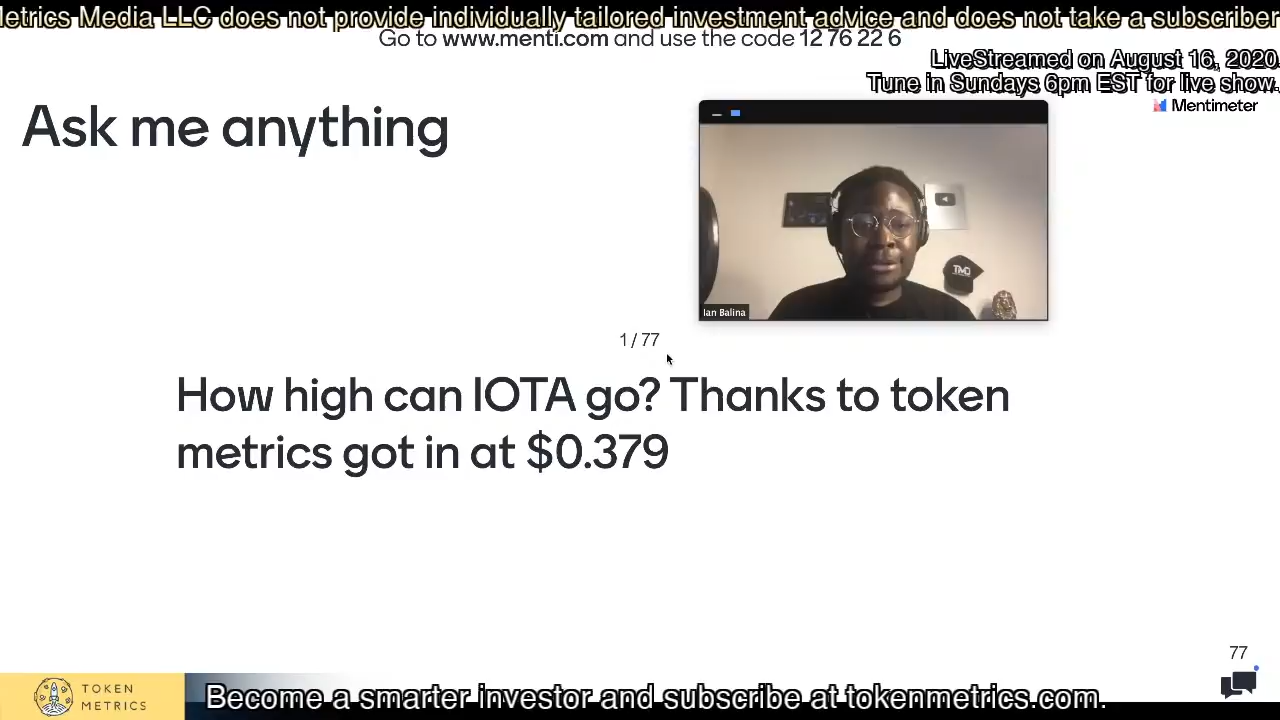 Metrics Media LLC does not provide individually tailored investment advice and does not take a subscriber
Go to www.menti.com and use the code 12 76 22 6
LiveStreamed on August 16, 2020.
Tune in Sundays 6pm EST for live show.
Mentimeter
Ask me anything
TMD
Ian Balina
1 / 77
How high can IOTA go? Thanks to token
metrics got in at $0.379
77
TOKEN
METRICS
Become a smarter investor and subscribe at tokenmetrics.com.